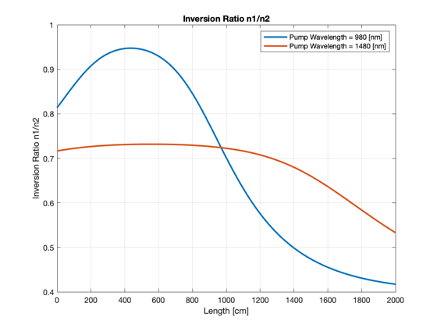 Inversion Ratio n1/n2
Pump Wavelength = 980 [nm]
Pump Wavelength = 1480 [nm]
Inversion Ratio n1/n2
1
0.9
0.8
0.7
0.6
0.5
0.4
0 200 400 600 800 1000 1200 1400 1600 1800 2000
Length [cm]